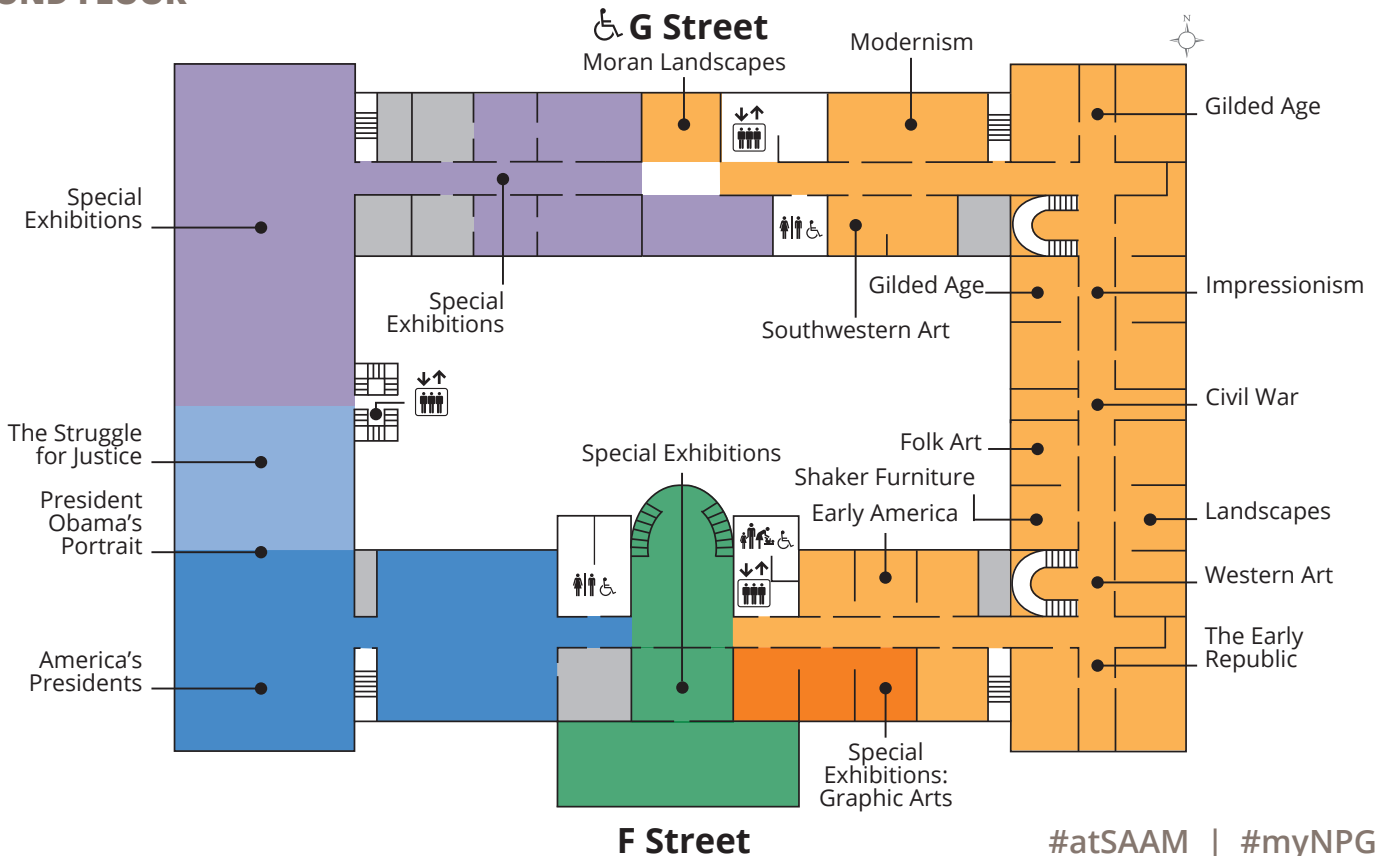 G Street
N
Moran Landscapes
Modernism
Gilded Age
Special
Exhibitions
Special
Exhibitions
Gilded Age
Impressionism
Southwestern Art
Civil War
The Struggle
for Justice
Folk Art
Special Exhibitions
Shaker Furniture
President
Obama's
Portrait
Early America
Landscapes
Western Art
The Early
Republic
America's
Presidents
Special
Exhibitions:
Graphic Arts
F Street
#atSAAM | #myNPG